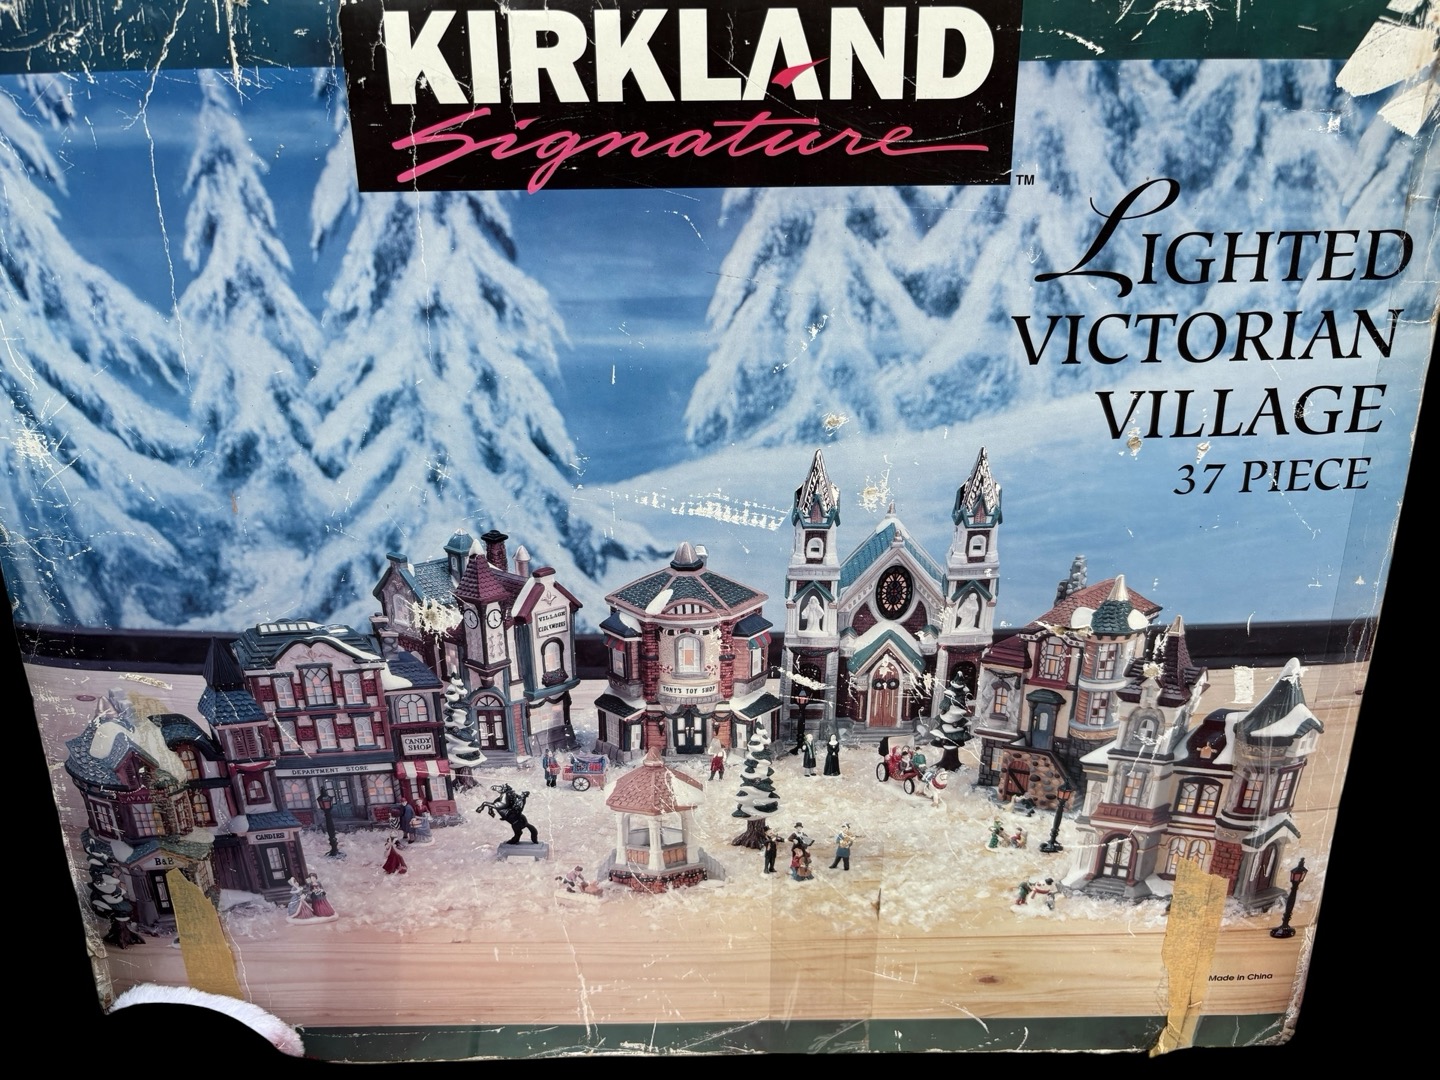 KIRKLAND
Signature
TM
LIGHTED
VICTORIAN
VILLAGE
37 PIECE
VILLAGE
TONY'S TOY SHOP
CANDY
SHOP
DEPARTMENT STORE
CANDIES
B&B
Made in China